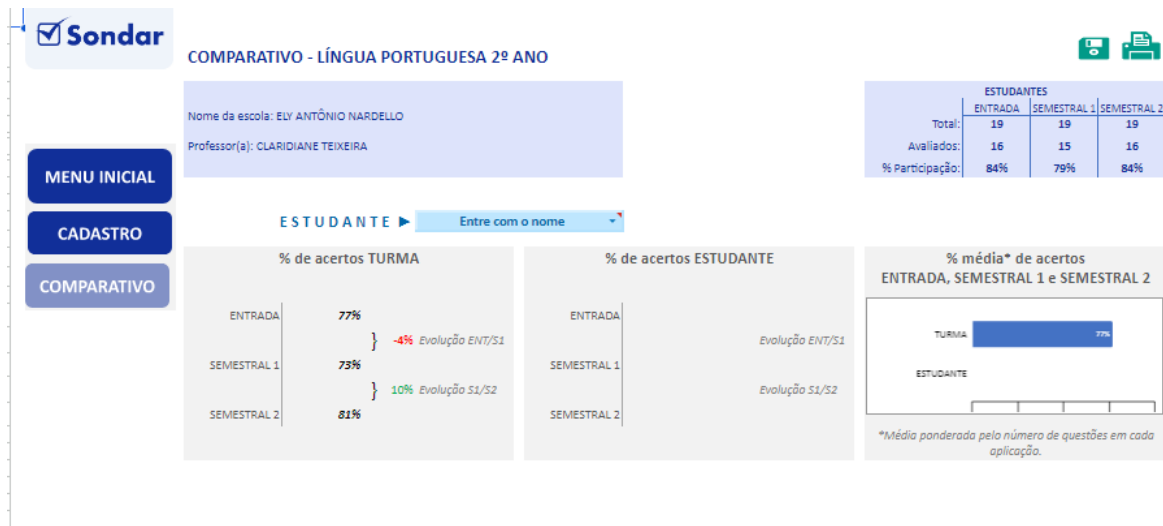 Sondar
COMPARATIVO - LÍNGUA PORTUGUESA 2º ANO
Nome da escola: ELY ANTÔNIO NARDELLO
Professor(a): CLARIDIANE TEIXEIRA
ESTUDANTES
ENTRADA SEMESTRAL 1 SEMESTRAL 2
Total: 19 19 19
Avaliados: 16 15 16
% Participação: 84% 79% 84%
MENU INICIAL
CADASTRO
COMPARATIVO
ESTUDANTE ► Entre com o nome
% de acertos TURMA
ENTRADA 77%
} -4% Evolução ENT/S1
SEMESTRAL 1 73%
} 10% Evolução S1/S2
SEMESTRAL 2 81%
% de acertos ESTUDANTE
ENTRADA
Evolução ENT/S1
SEMESTRAL 1
Evolução S1/S2
SEMESTRAL 2
% média* de acertos
ENTRADA, SEMESTRAL 1 e SEMESTRAL 2
TURMA 77%
ESTUDANTE
*Média ponderada pelo número de questões em cada
aplicação.